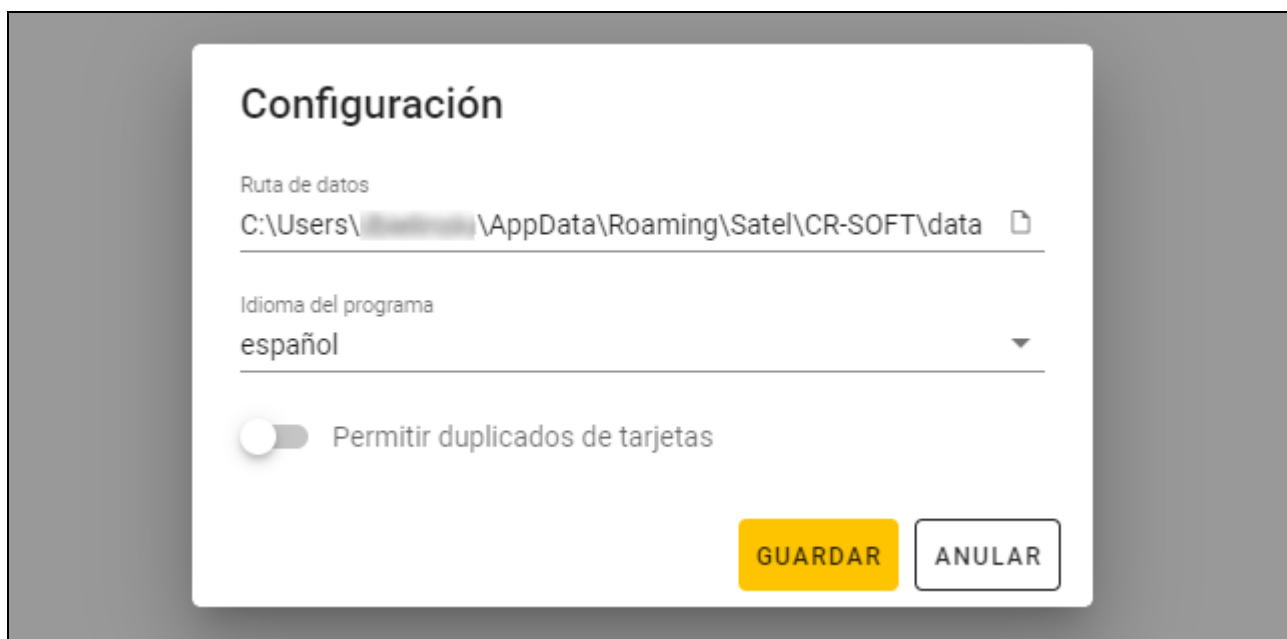 Configuración
Ruta de datos
C:\Users\ \AppData\Roaming\Satel\CR-SOFT\data
Idioma del programa
español
Permitir duplicados de tarjetas
GUARDAR
ANULAR